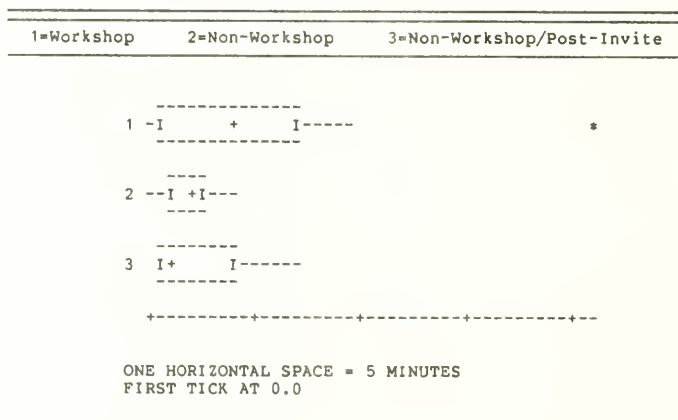 1=Workshop 2=Non-Workshop 3=Non-Workshop/Post-Invite
--------------
1 -I + I----- *
--------------
----
2 --I +I---
----
--------
3 I+ I------
--------
+---------+---------+---------+---------+--
ONE HORIZONTAL SPACE = 5 MINUTES
FIRST TICK AT 0.0